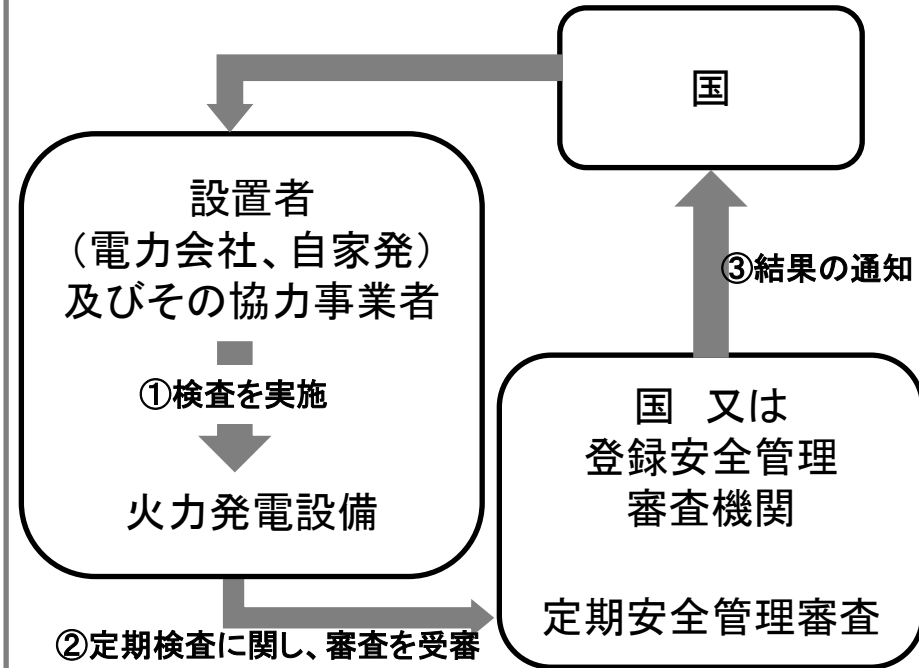 国
設置者
（電力会社、自家発）
及びその協力事業者
①検査を実施
火力発電設備
②定期検査に関し、審査を受審
③結果の通知
国　又は
登録安全管理
審査機関
定期安全管理審査